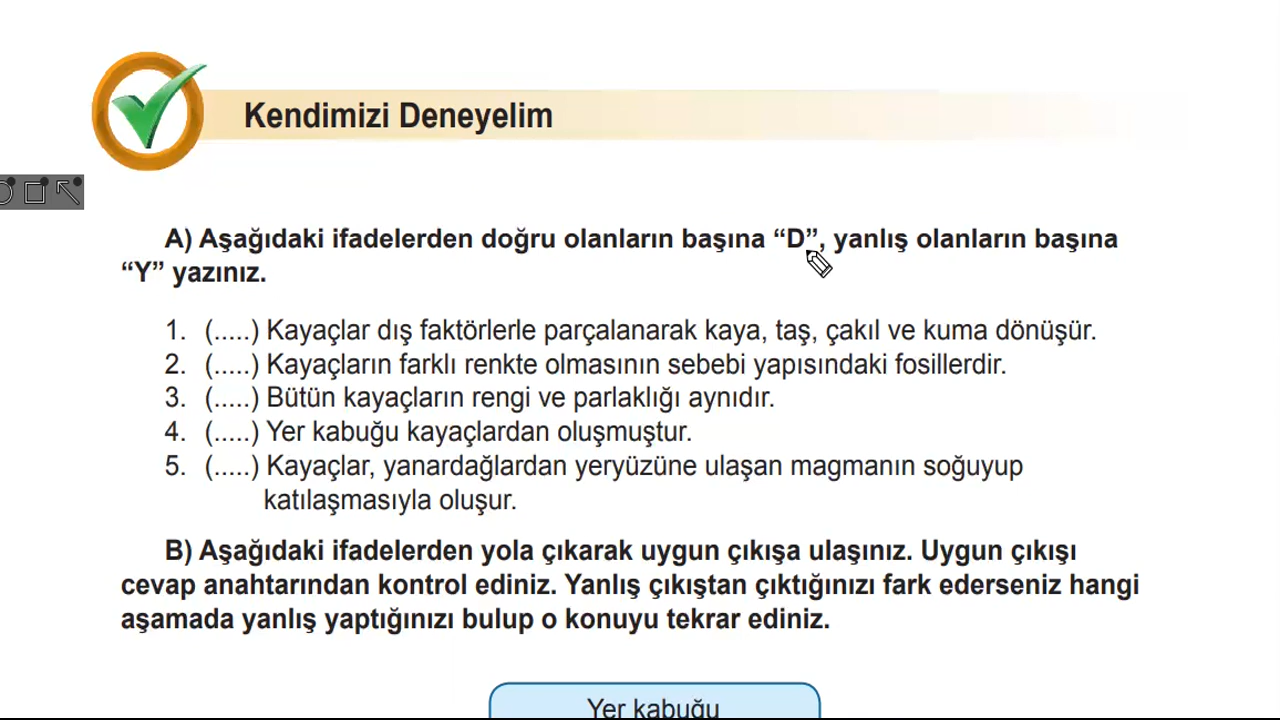 Kendimizi Deneyelim
A) Aşağıdaki ifadelerden doğru olanların başına “D”, yanlış olanların başına
“Y” yazınız.
1. (.....) Kayaçlar dış faktörlerle parçalanarak kaya, taş, çakıl ve kuma dönüşür.
2. (.....) Kayaçların farklı renkte olmasının sebebi yapısındaki fosillerdir.
3. (.....) Bütün kayaçların rengi ve parlaklığı aynıdır.
4. (.....) Yer kabuğu kayaçlardan oluşmuştur.
5. (.....) Kayaçlar, yanardağlardan yeryüzüne ulaşan magmanın soğuyup
katılaşmasıyla oluşur.
B) Aşağıdaki ifadelerden yola çıkarak uygun çıkışa ulaşınız. Uygun çıkışı
cevap anahtarından kontrol ediniz. Yanlış çıkıştan çıktığınızı fark ederseniz hangi
aşamada yanlış yaptığınızı bulup o konuyu tekrar ediniz.
Yer kabuğu